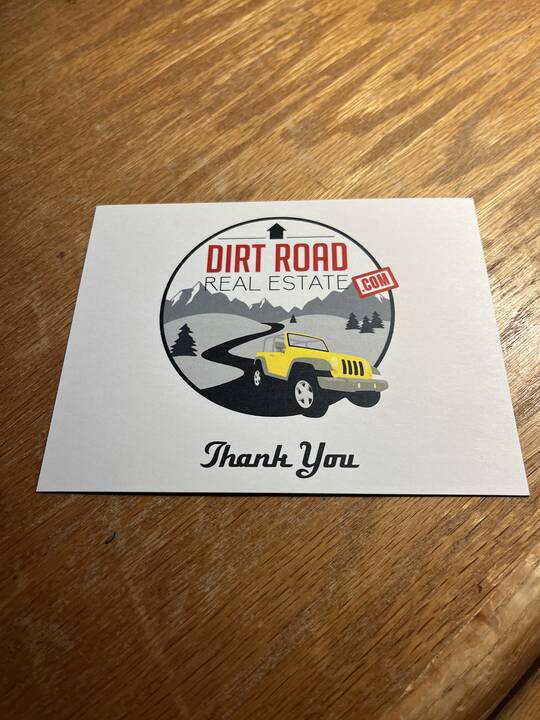 DIRT ROAD
REAL ESTATE
.COM
Thank You